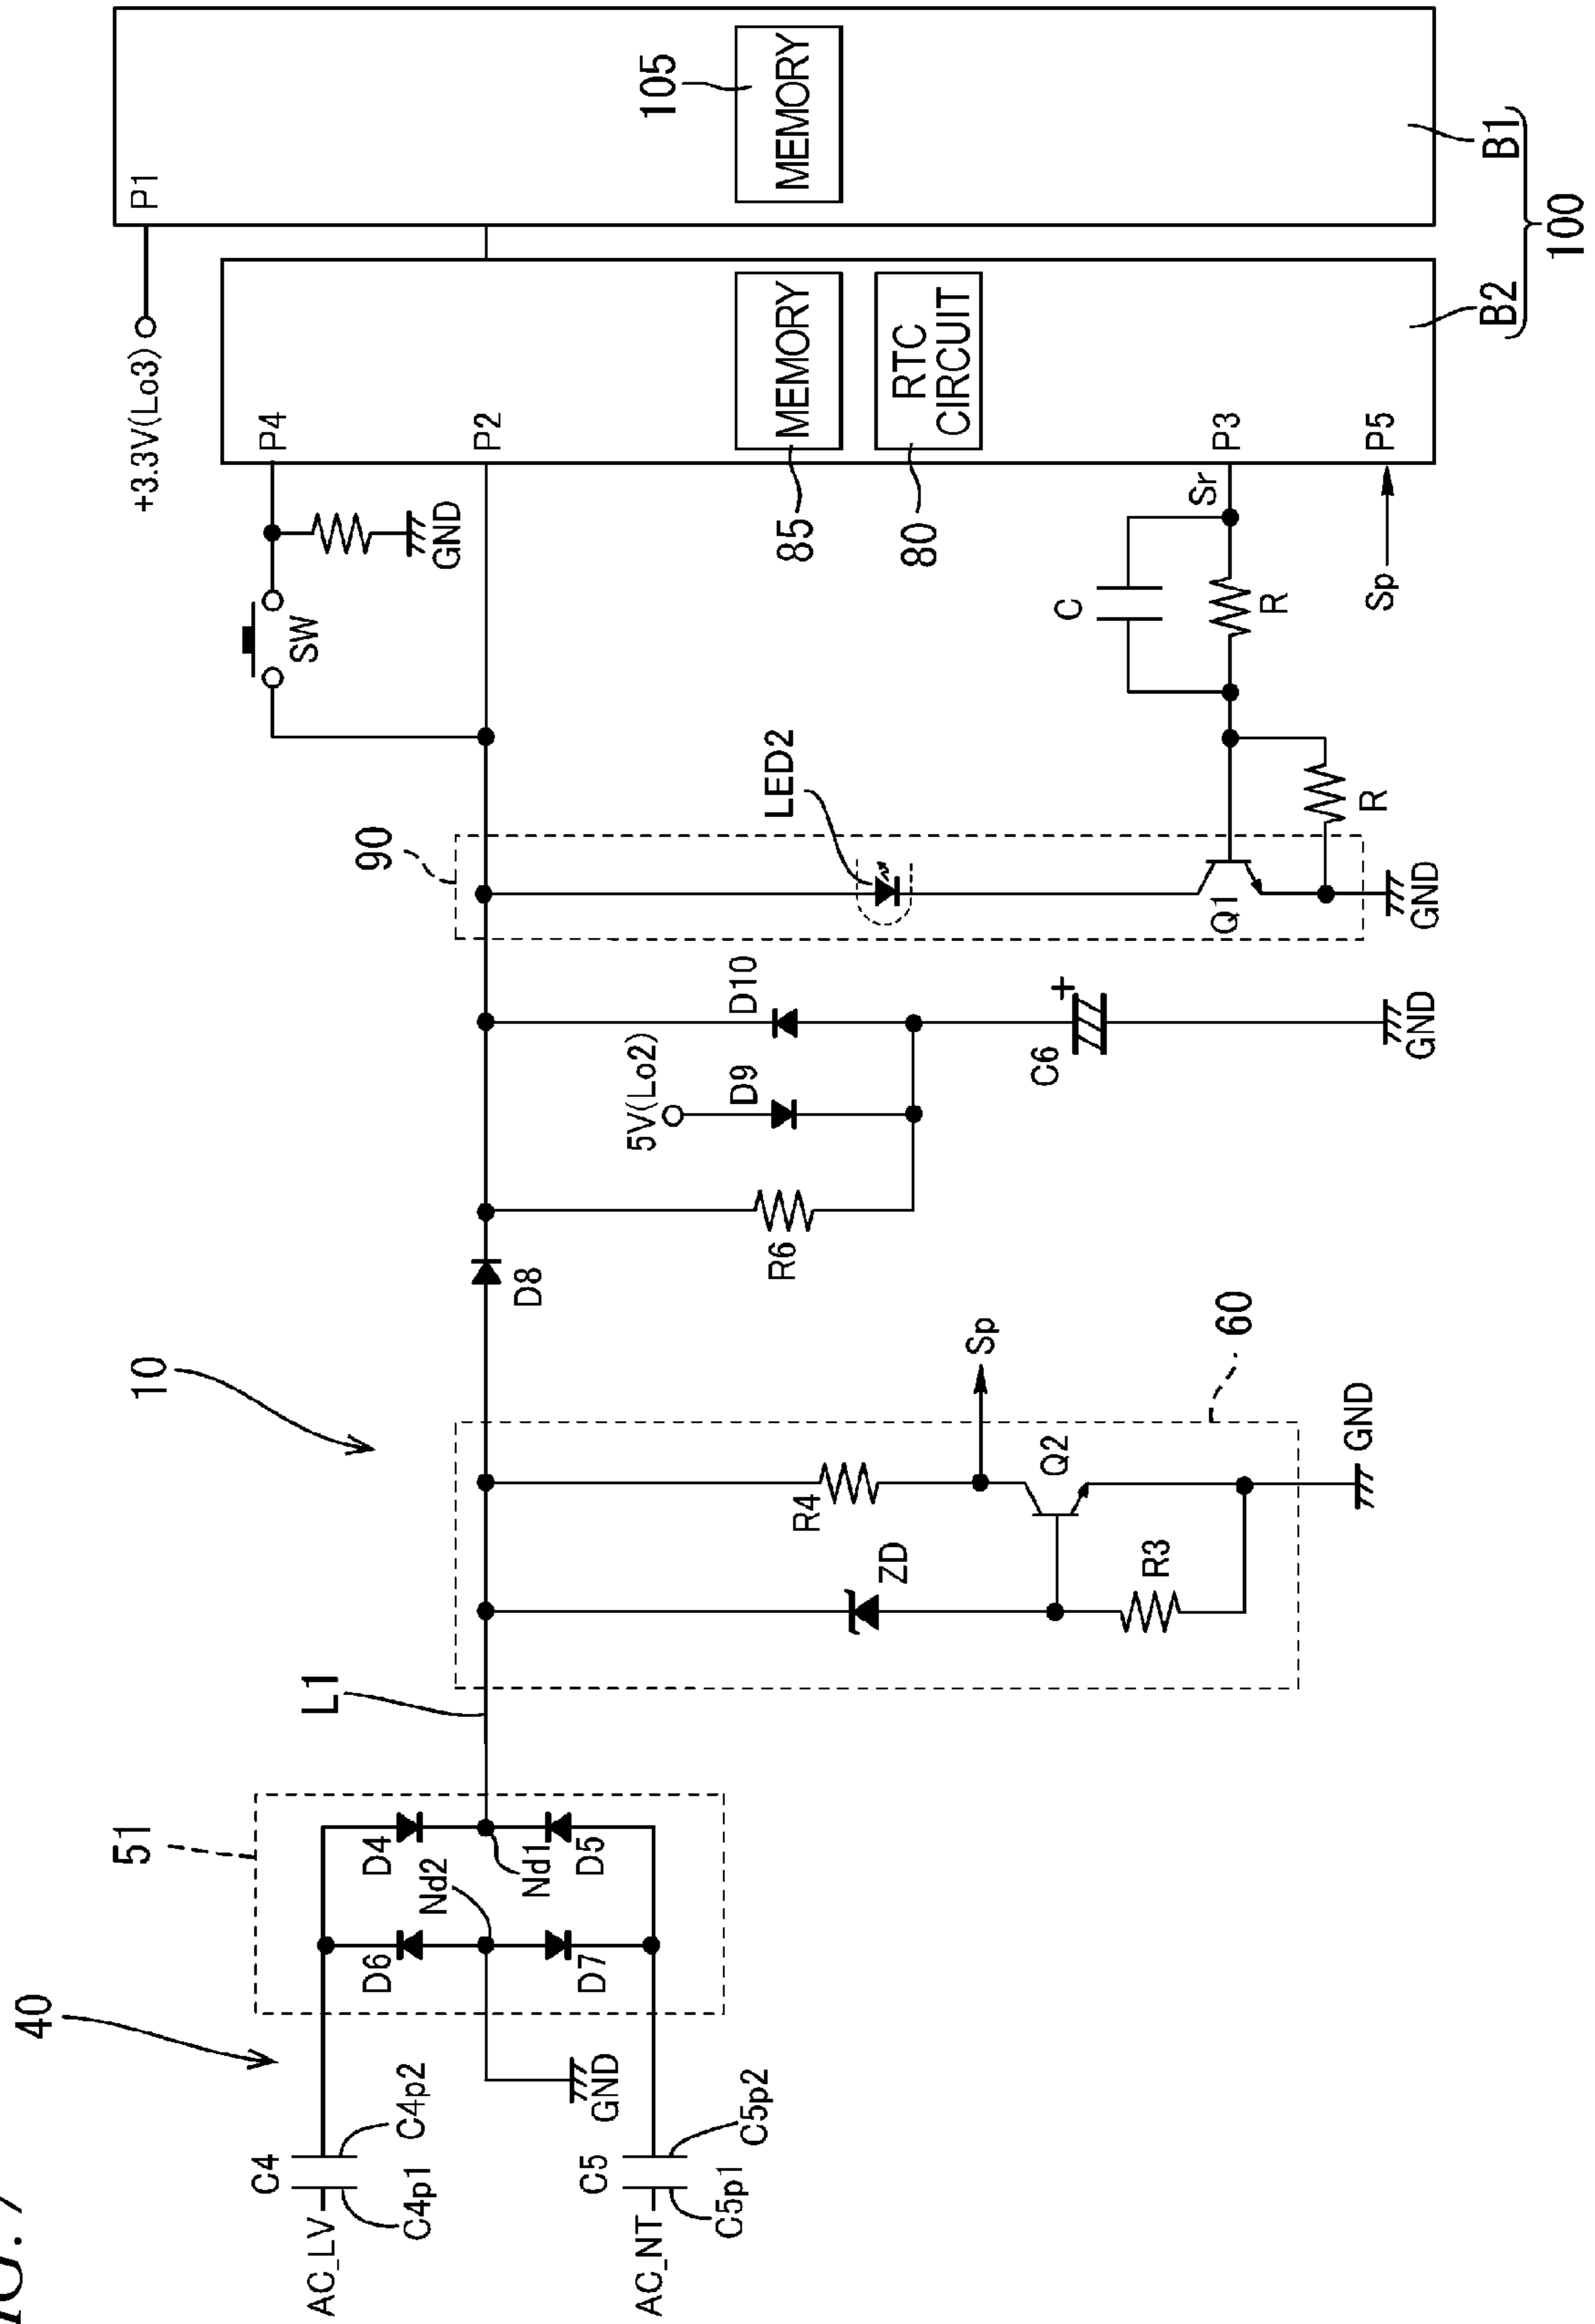 FIG. 7
40
10
51
L1
60
90
100
105
85
80
AC_LV
C4
C4p1
C4p2
AC_NT
C5
C5p1
C5p2
GND
D6
D4
Nd2
Nd1
D7
D5
ZD
R4
Sp
Q2
R3
GND
D8
R6
5V(Lo2)
D9
D10
C6
+
GND
LED2
Q1
GND
R
SW
GND
C
R
Sr
Sp
P4
P2
MEMORY
RTC
CIRCUIT
P3
P5
B2
+3.3V(Lo3)
P1
MEMORY
B1